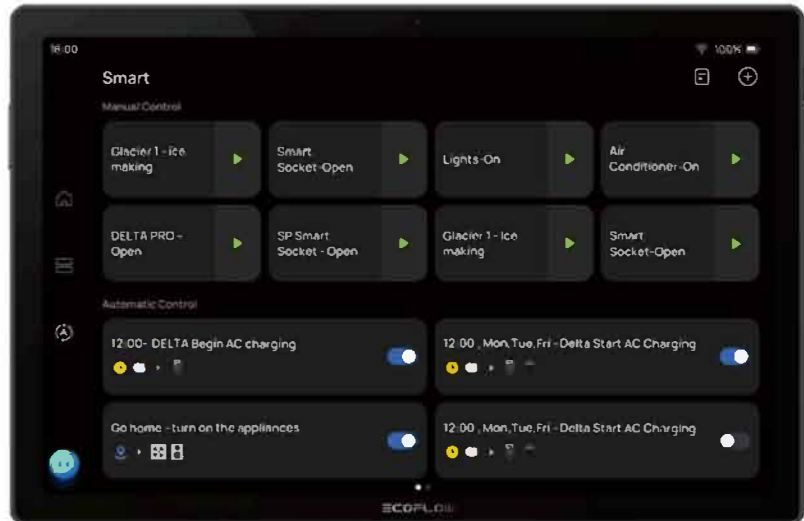 16:00
100%
Smart
Manual Control
Glacier 1 - ice
making
Smart
Socket-Open
Lights-On
Air
Conditioner-On
DELTA PRO -
Open
SP Smart
Socket - Open
Glacier 1 - ice
making
Smart
Socket-Open
Automatic Control
12:00- DELTA Begin AC charging
12:00 , Mon,Tue,Fri - Delta Start AC Charging
Go home - turn on the appliances
12:00 , Mon,Tue,Fri - Delta Start AC Charging
ECOFLOW